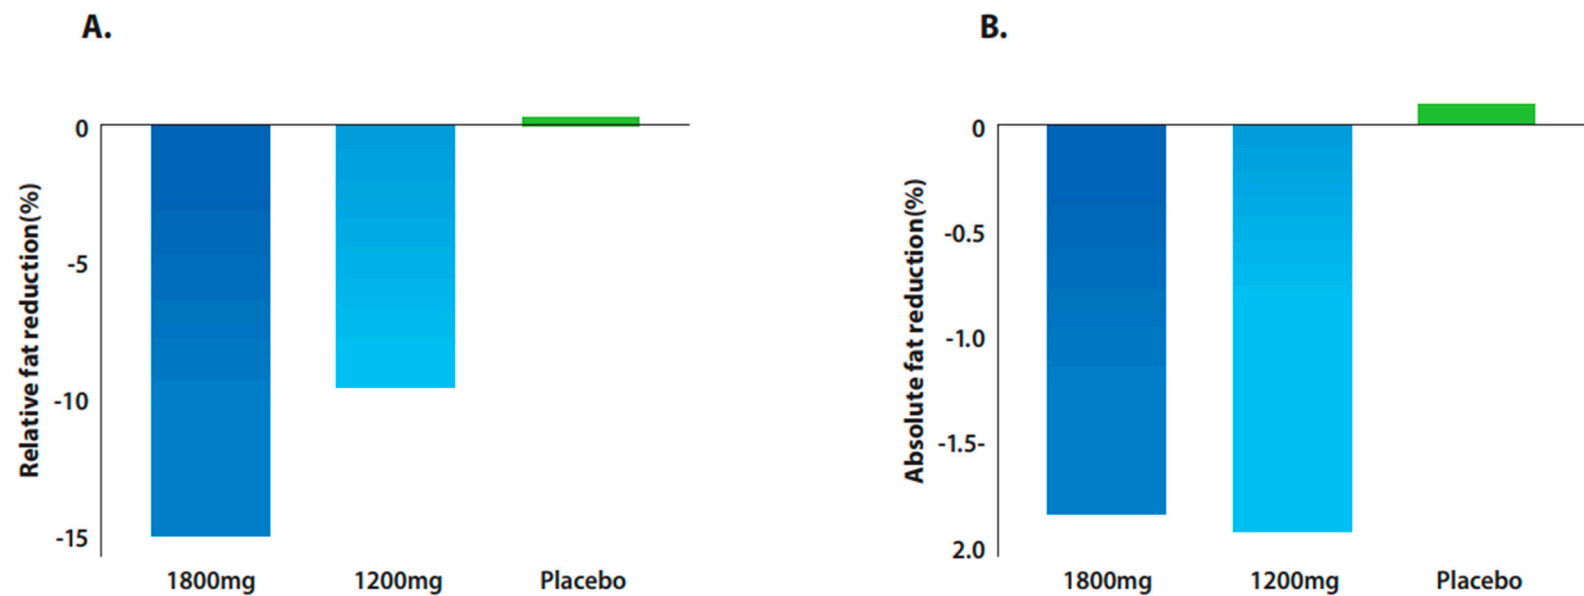 A.
Relative fat reduction(%)
0
-5
-10
-15
1800mg
1200mg
Placebo
B.
Absolute fat reduction(%)
0
-0.5
-1.0
-1.5-
2.0
1800mg
1200mg
Placebo